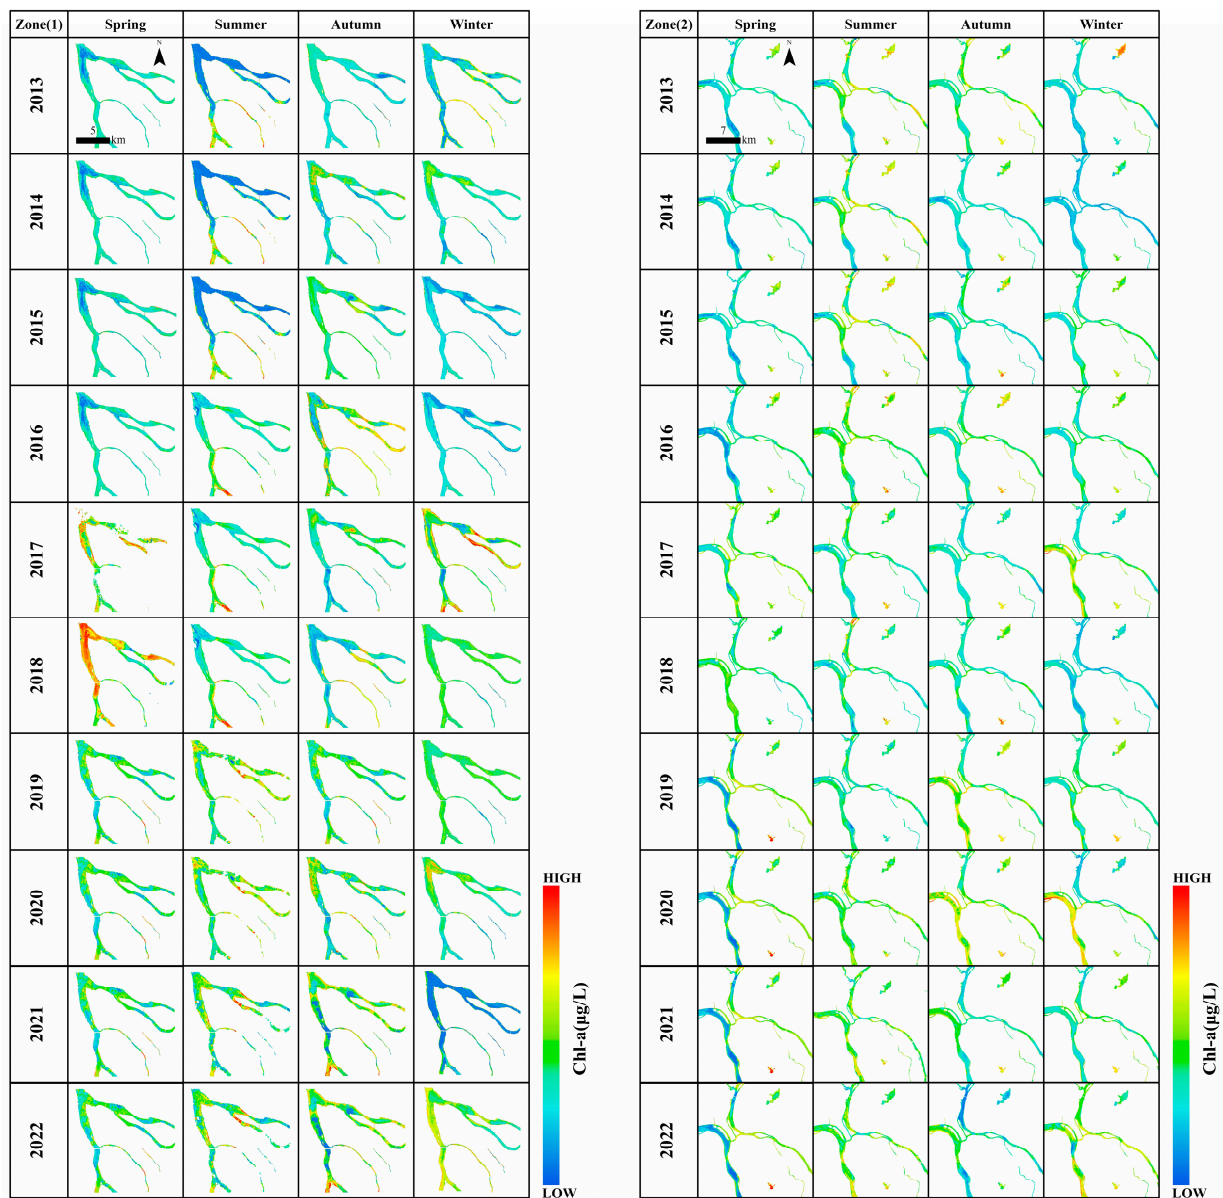 Zone(1) Spring Summer Autumn Winter
N
2013
5
km
2014
2015
2016
2017
2018
2019
2020
2021
2022
HIGH
Chl-a(μg/L)
LOW
Zone(2) Spring Summer Autumn Winter
N
2013
7
km
2014
2015
2016
2017
2018
2019
2020
2021
2022
HIGH
Chl-a(μg/L)
LOW